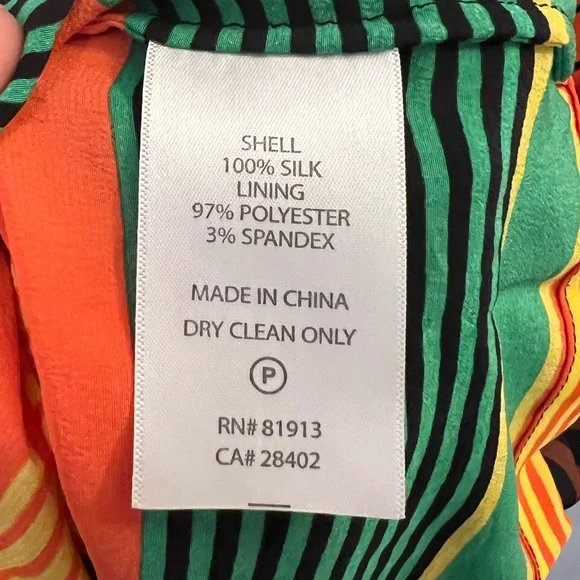 SHELL
100% SILK
LINING
97% POLYESTER
3% SPANDEX
MADE IN CHINA
DRY CLEAN ONLY
P
RN# 81913
CA# 28402